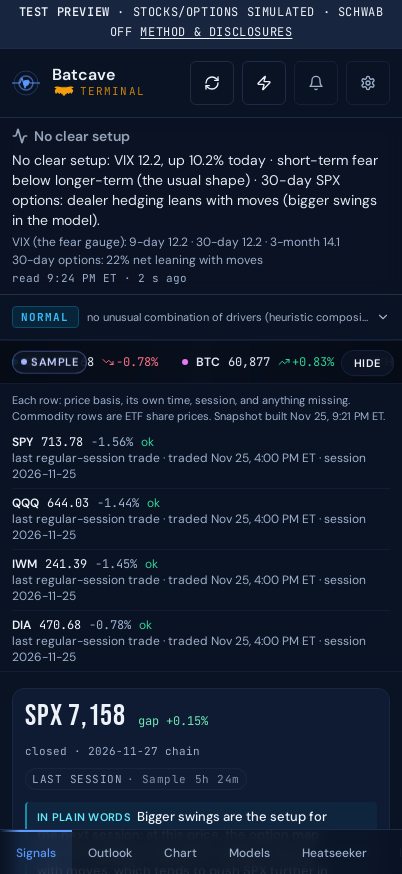 TEST PREVIEW · STOCKS/OPTIONS SIMULATED · SCHWAB
OFF METHOD & DISCLOSURES
Batcave
TERMINAL
No clear setup
No clear setup: VIX 12.2, up 10.2% today · short-term fear
below longer-term (the usual shape) · 30-day SPX
options: dealer hedging leans with moves (bigger swings
in the model).
VIX (the fear gauge): 9-day 12.2 · 30-day 12.2 · 3-month 14.1
30-day options: 22% net leaning with moves
read 9:24 PM ET · 2 s ago
NORMAL no unusual combination of drivers (heuristic composi…
SAMPLE 8 -0.78% BTC 60,877 +0.83% HIDE
Each row: price basis, its own time, session, and anything missing.
Commodity rows are ETF share prices. Snapshot built Nov 25, 9:21 PM ET.
SPY 713.78 -1.56% ok
last regular-session trade · traded Nov 25, 4:00 PM ET · session
2026-11-25
QQQ 644.03 -1.44% ok
last regular-session trade · traded Nov 25, 4:00 PM ET · session
2026-11-25
IWM 241.39 -1.45% ok
last regular-session trade · traded Nov 25, 4:00 PM ET · session
2026-11-25
DIA 470.68 -0.78% ok
last regular-session trade · traded Nov 25, 4:00 PM ET · session
2026-11-25
SPX 7,158 gap +0.15%
closed · 2026-11-27 chain
LAST SESSION · Sample 5h 24m
IN PLAIN WORDS Bigger swings are the setup for
Signals Outlook Chart Models Heatseeker